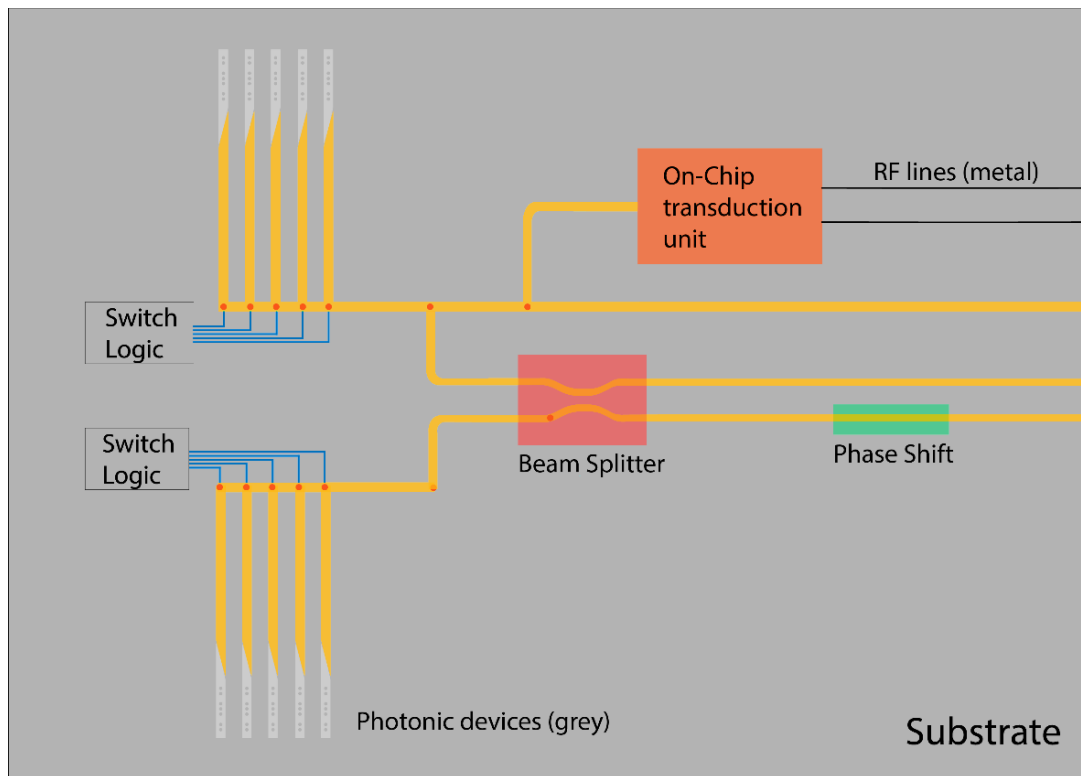 On-Chip
transduction
unit
RF lines (metal)
Switch
Logic
Switch
Logic
Beam Splitter
Phase Shift
Photonic devices (grey)
Substrate